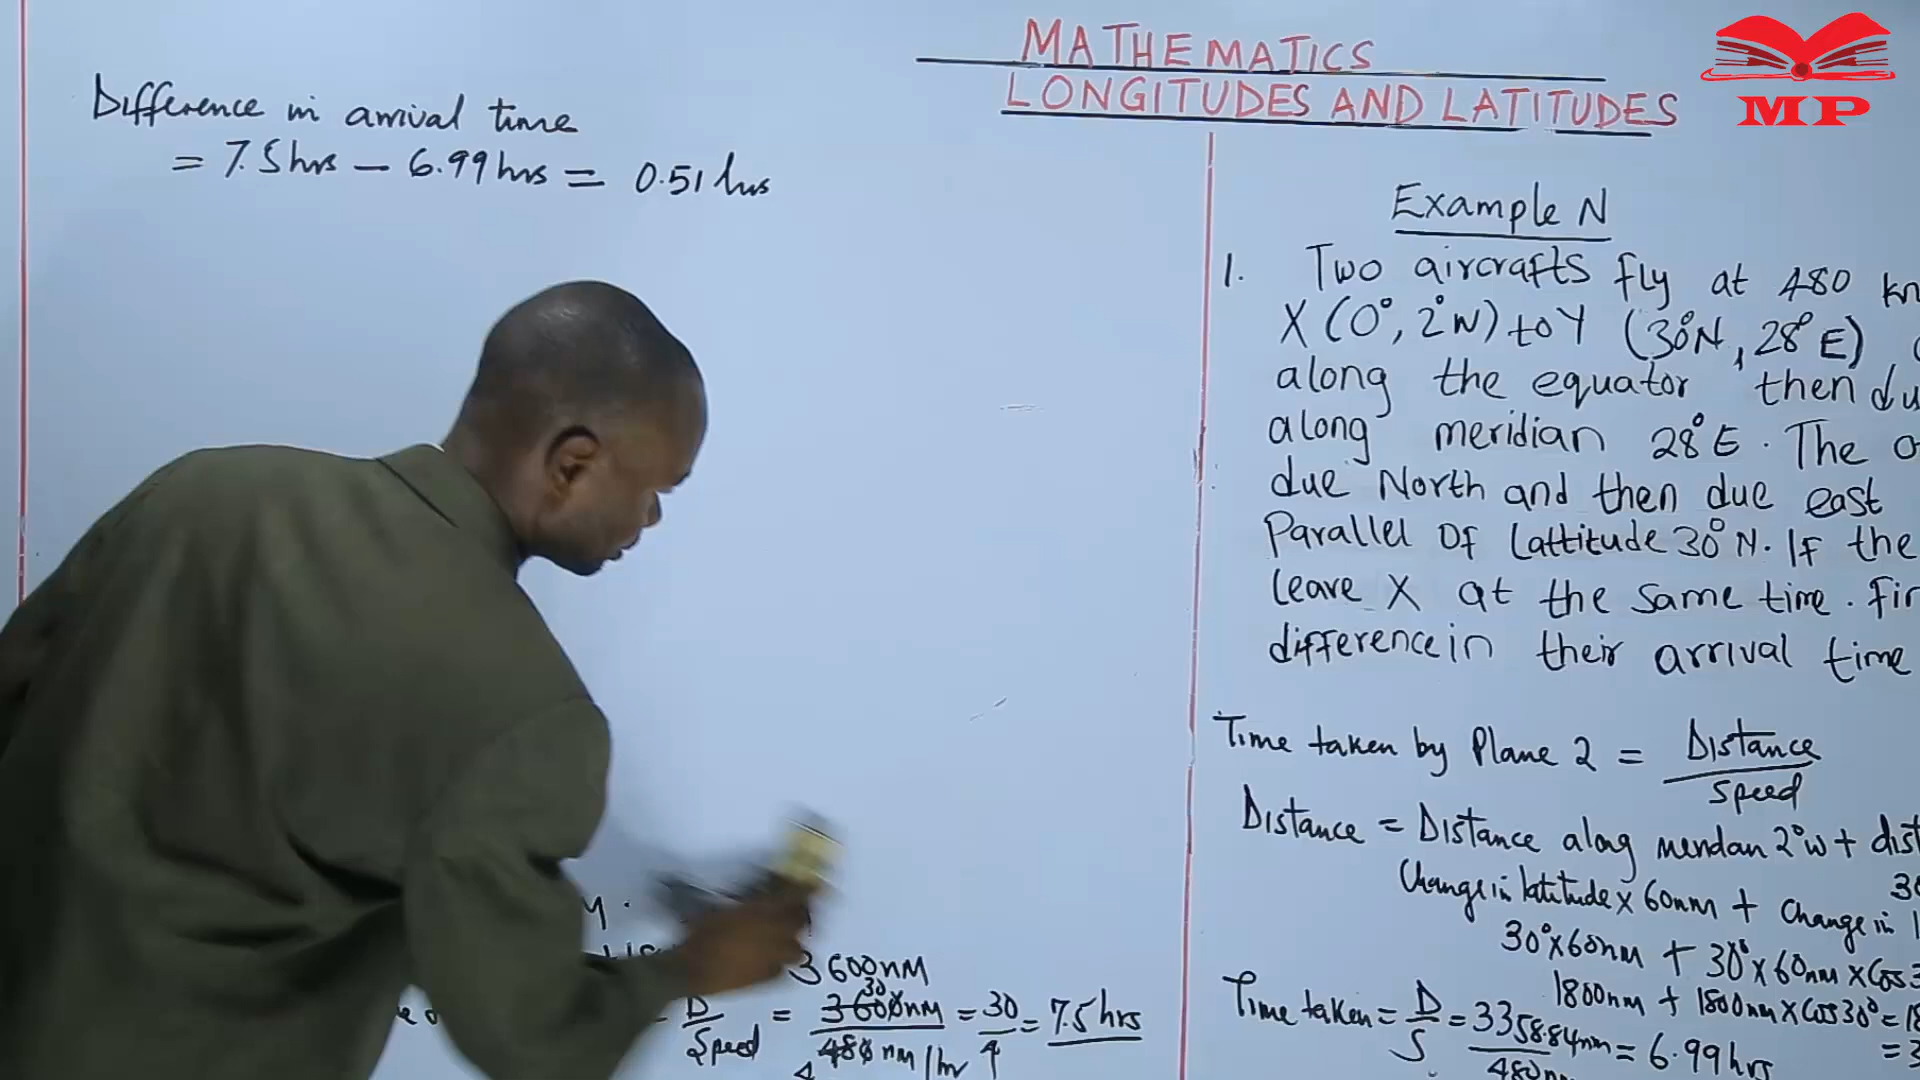 MATHEMATICS
LONGITUDES AND LATITUDES
MP
Difference in arrival time
= 7.5hrs - 6.99hrs = 0.51hrs
3600nM
D/Speed = 3600nM/480nm/hr = 30/4 = 7.5 hrs
30
4
Example N
1. Two aircrafts fly at 480
X(0°, 2°W) to Y (30°N, 28°E)
along the equator then
along meridian 28°E. The
due North and then due east
Parallel of Lattitude 30°N. If the
leave X at the same time.
difference in their arrival time
Time taken by Plane 2 = Distance/Speed
Distance = Distance along meridian 2°W +
Change in latitude x 60nm + Change in
30°x60nm + 30°x60nm x Cos
1800nm + 1800nm x Cos30° =
Time taken = D/S = 3358.84nm/480 = 6.99hrs